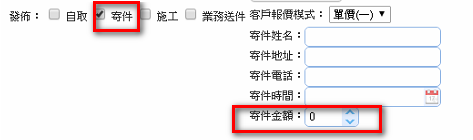 發佈： 自取 寄件 施工 業務送件 客戶報價模式： 單價(一)
寄件姓名：
寄件地址：
寄件電話：
寄件時間：
寄件金額： 0